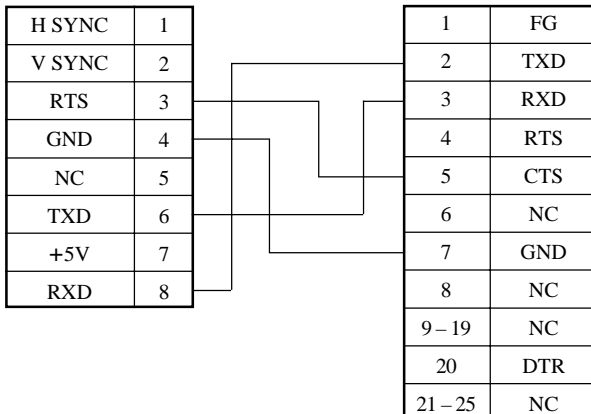 H SYNC 1
V SYNC 2
RTS 3
GND 4
NC 5
TXD 6
+5V 7
RXD 8
1 FG
2 TXD
3 RXD
4 RTS
5 CTS
6 NC
7 GND
8 NC
9 – 19 NC
20 DTR
21 – 25 NC